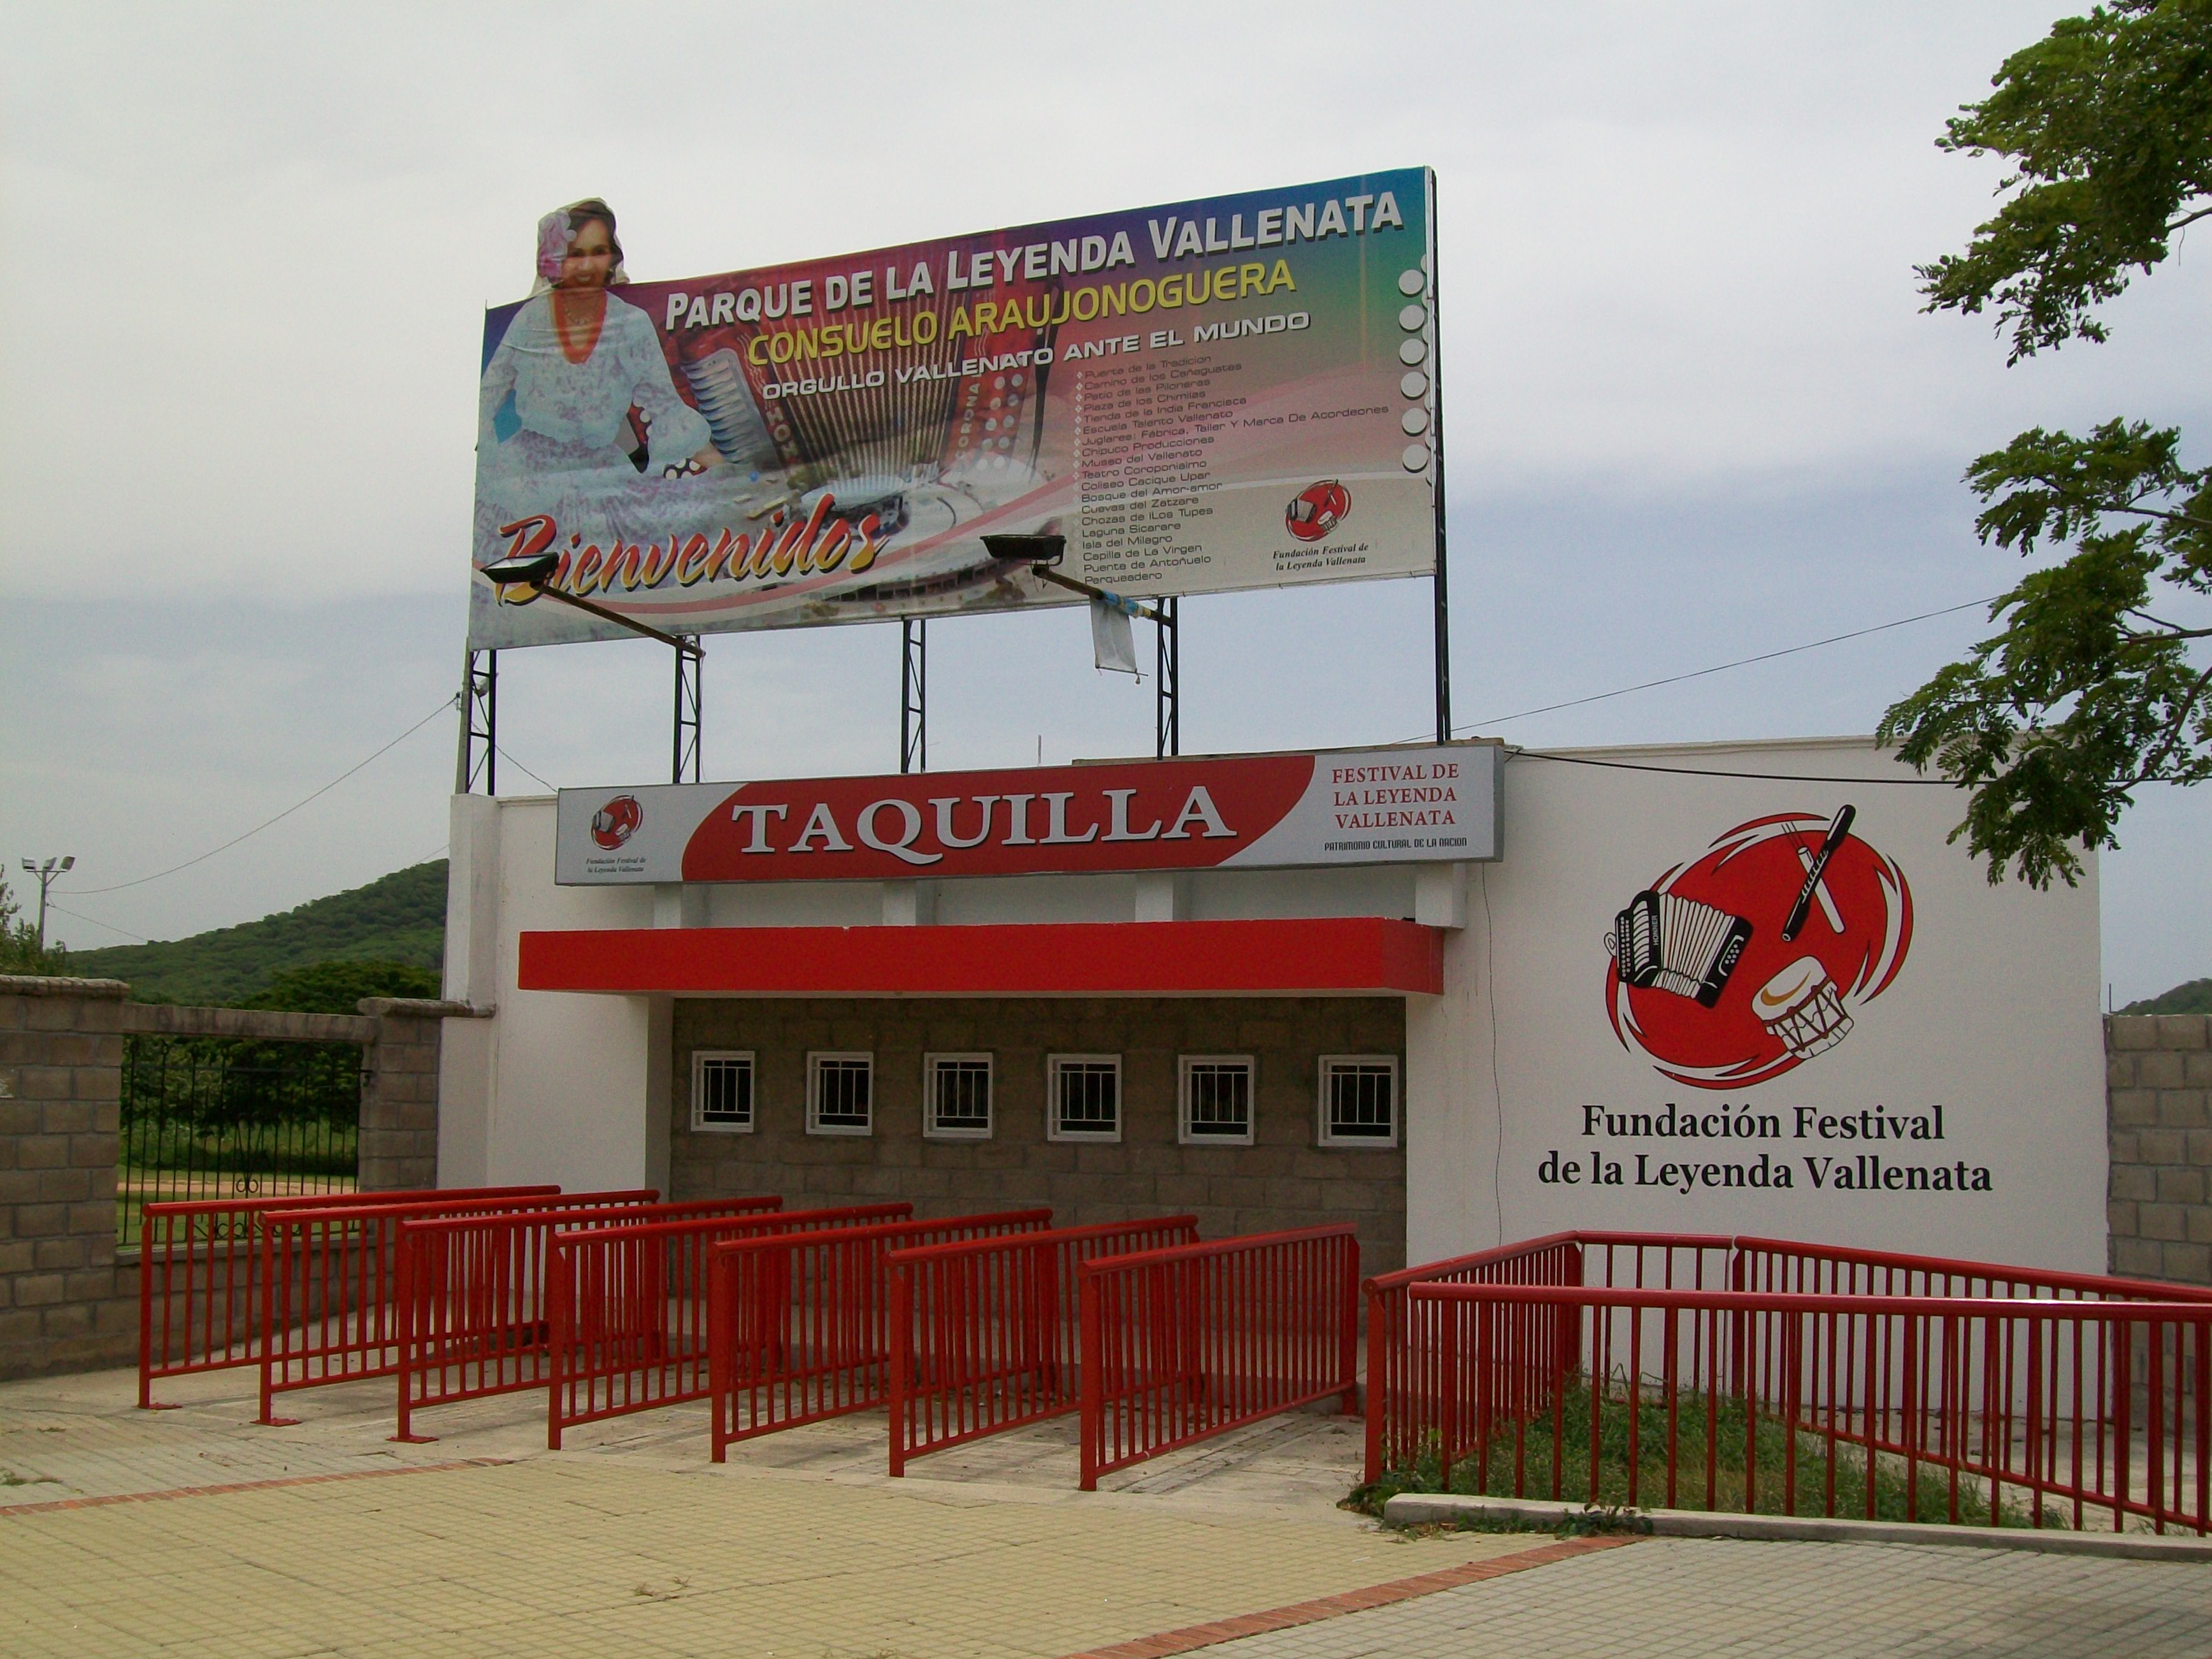 PARQUE DE LA LEYENDA VALLENATA
CONSUELO ARAUJONOGUERA
ORGULLO VALLENATO ANTE EL MUNDO
Puerta de la Tradicion
Camino de los Cañaguates
Patio de las Piloneras
Plaza de los Chimilas
Tienda de la India Francisca
Escuela Talento Vallenato
Juglares: Fábrica, Taller Y Marca De Acordeones
Chipuco Producciones
Museo del Vallenato
Teatro Coroponiaimo
Coliseo Cacique Upar
Bosque del Amor-amor
Cuevas del Zatzare
Chozas de los Tupes
Laguna Sicarare
Isla del Milagro
Capilla de La Virgen
Puente de Antoñuelo
Parqueadero
CORONA
Bienvenidos
Fundación Festival de
la Leyenda Vallenata
Fundación Festival de
la Leyenda Vallenata
TAQUILLA
FESTIVAL DE
LA LEYENDA
VALLENATA
PATRIMONIO CULTURAL DE LA NACION
HOHNER
Fundación Festival
de la Leyenda Vallenata